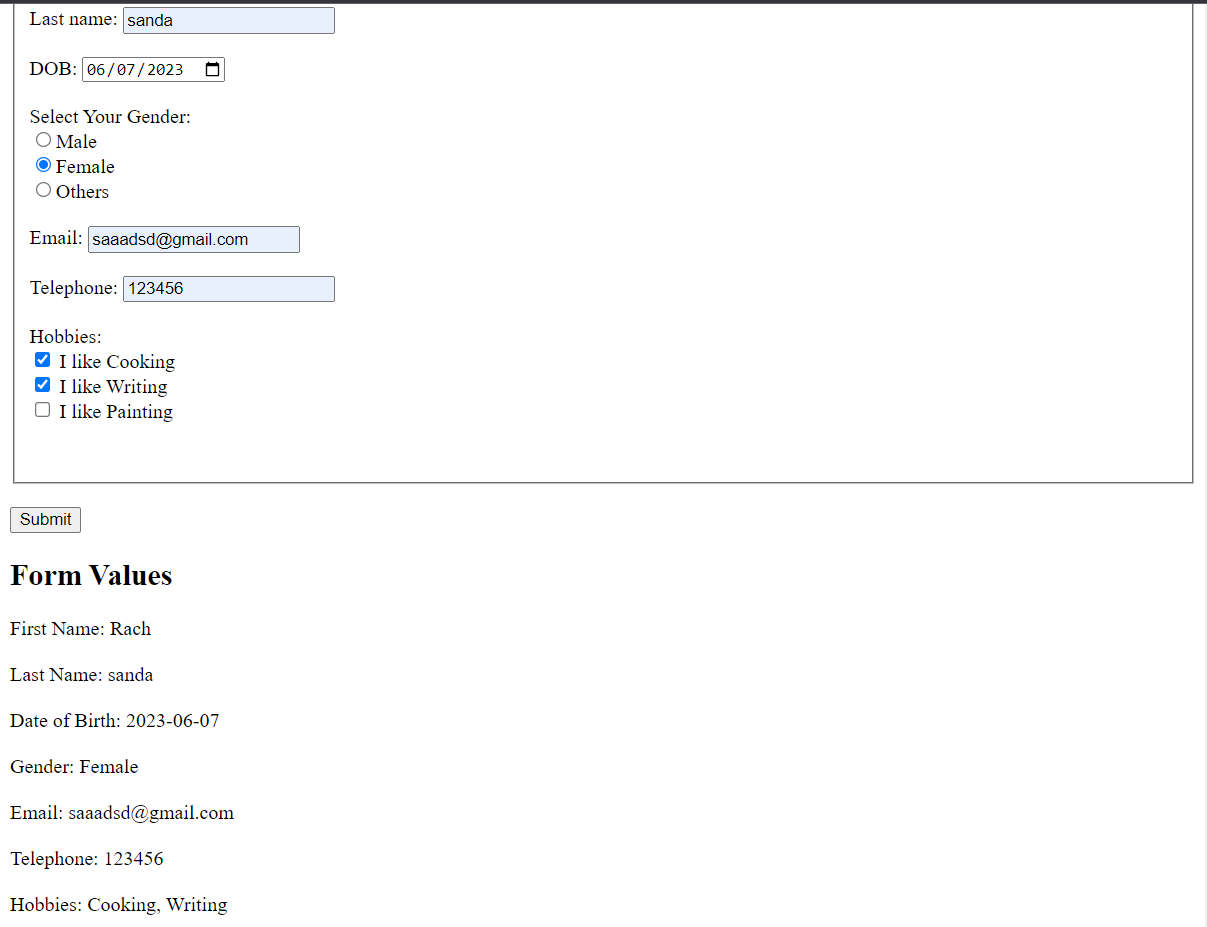 Last name: sanda
DOB: 06/07/2023
Select Your Gender:
Male
Female
Others
Email: saaadsd@gmail.com
Telephone: 123456
Hobbies:
I like Cooking
I like Writing
I like Painting
Submit
Form Values
First Name: Rach
Last Name: sanda
Date of Birth: 2023-06-07
Gender: Female
Email: saaadsd@gmail.com
Telephone: 123456
Hobbies: Cooking, Writing